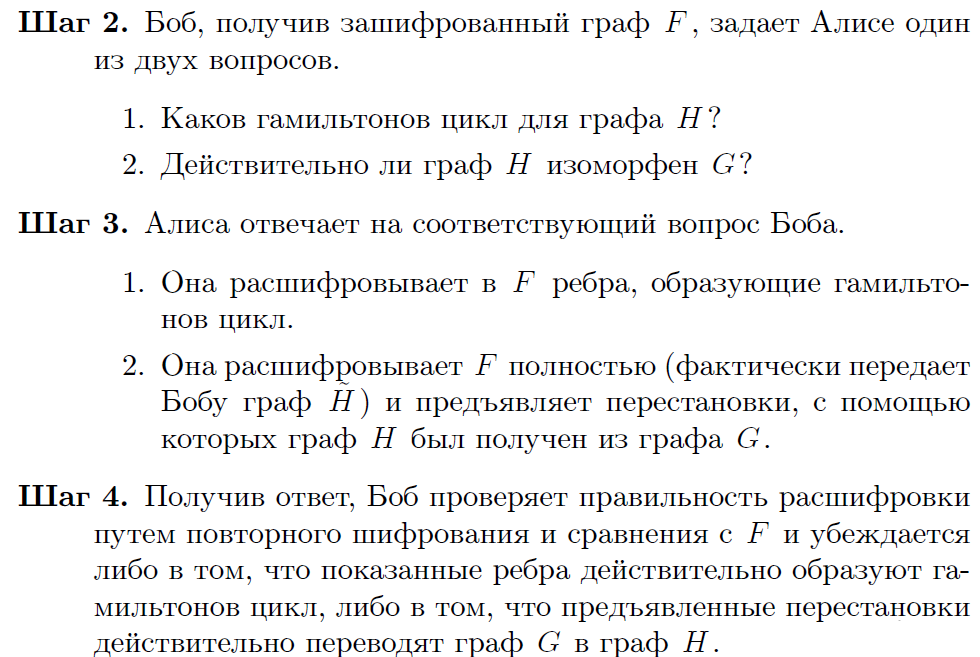 Шаг 2. Боб, получив зашифрованный граф F, задает Алисе один
из двух вопросов.
1. Каков гамильтонов цикл для графа H?
2. Действительно ли граф H изоморфен G?
Шаг 3. Алиса отвечает на соответствующий вопрос Боба.
1. Она расшифровывает в F ребра, образующие гамильто-
нов цикл.
2. Она расшифровывает F полностью (фактически передает
Бобу граф H̃) и предъявляет перестановки, с помощью
которых граф H был получен из графа G.
Шаг 4. Получив ответ, Боб проверяет правильность расшифровки
путем повторного шифрования и сравнения с F и убеждается
либо в том, что показанные ребра действительно образуют га-
мильтонов цикл, либо в том, что предъявленные перестановки
действительно переводят граф G в граф H.